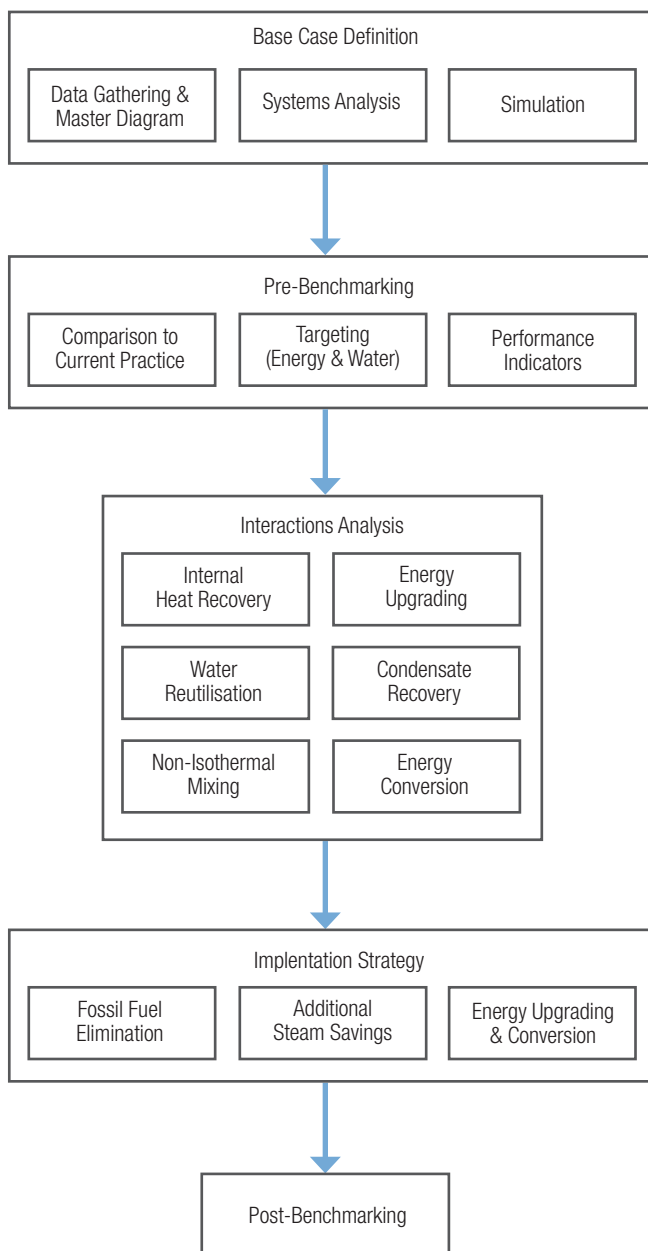 Base Case Definition
Data Gathering &
Master Diagram
Systems Analysis
Simulation
Pre-Benchmarking
Comparison to
Current Practice
Targeting
(Energy & Water)
Performance
Indicators
Interactions Analysis
Internal
Heat Recovery
Energy
Upgrading
Water
Reutilisation
Condensate
Recovery
Non-Isothermal
Mixing
Energy
Conversion
Implentation Strategy
Fossil Fuel
Elimination
Additional
Steam Savings
Energy Upgrading
& Conversion
Post-Benchmarking